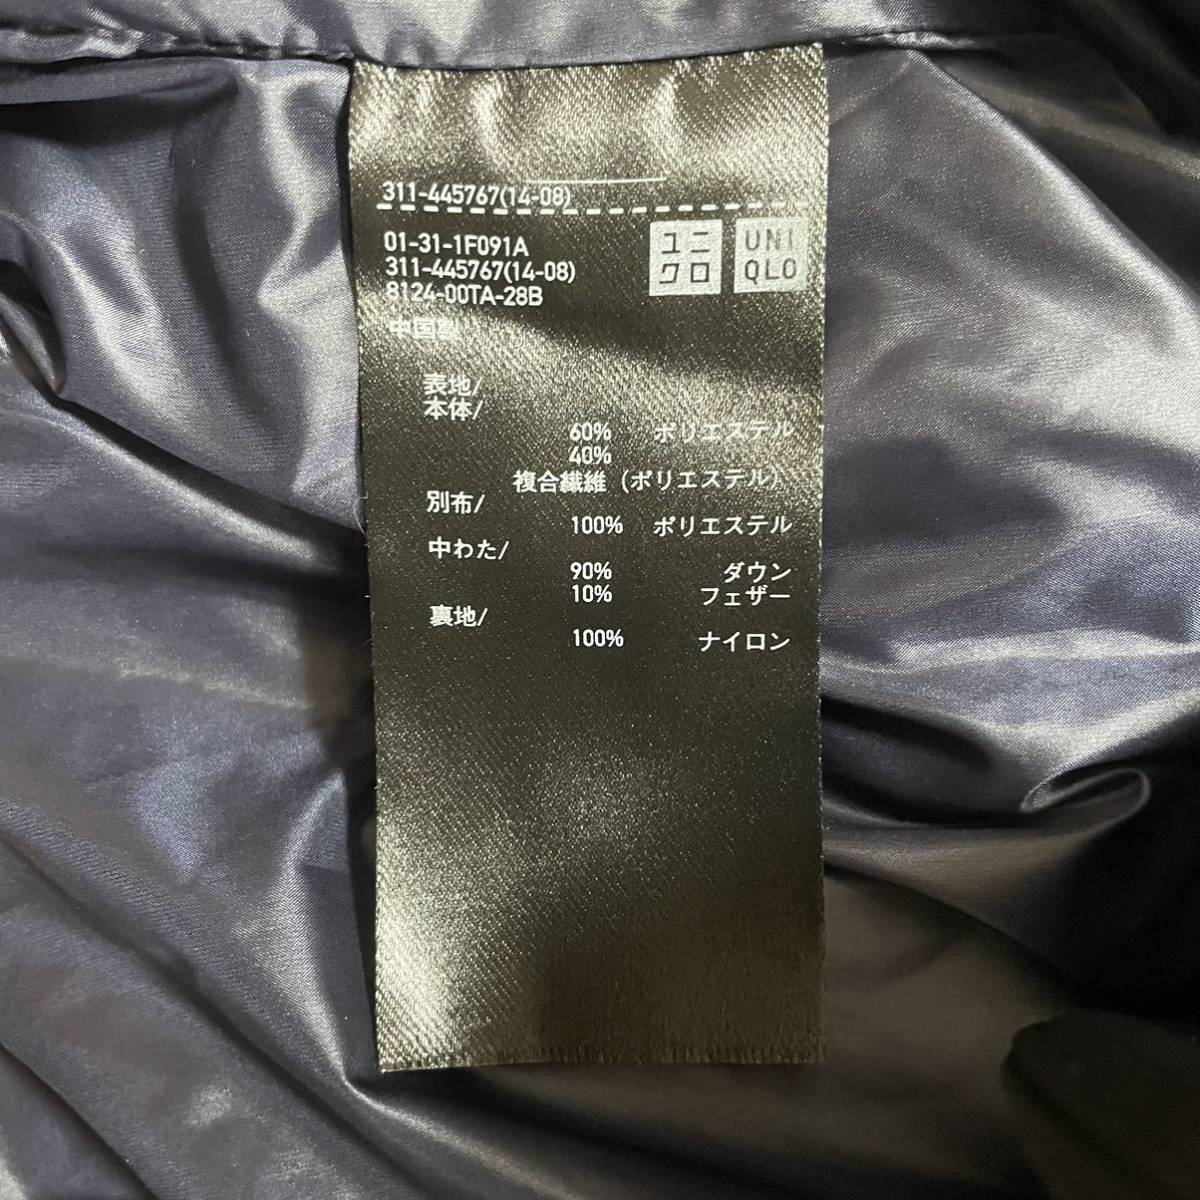 311-445767(14-08)
01-31-1F091A
311-445767(14-08)
8124-00TA-28B
中国製
ユニ
クロ
UNI
QLO
表地/
本体/
60% ポリエステル
40%
複合繊維（ポリエステル）
別布/
100% ポリエステル
中わた/
90% ダウン
10% フェザー
裏地/
100% ナイロン